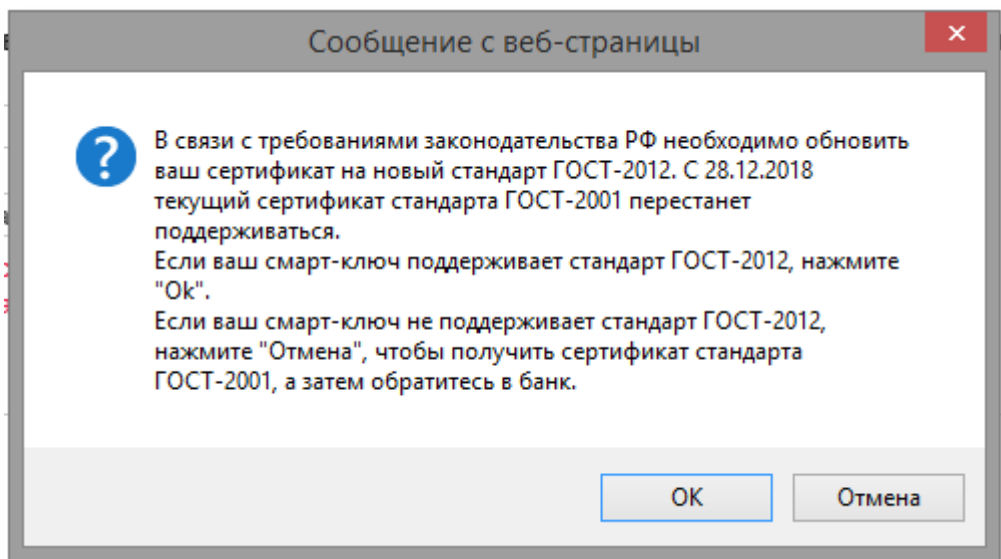 Сообщение с веб-страницы
В связи с требованиями законодательства РФ необходимо обновить
ваш сертификат на новый стандарт ГОСТ-2012. С 28.12.2018
текущий сертификат стандарта ГОСТ-2001 перестанет
поддерживаться.
Если ваш смарт-ключ поддерживает стандарт ГОСТ-2012, нажмите
"Ok".
Если ваш смарт-ключ не поддерживает стандарт ГОСТ-2012,
нажмите "Отмена", чтобы получить сертификат стандарта
ГОСТ-2001, а затем обратитесь в банк.
ОК
Отмена